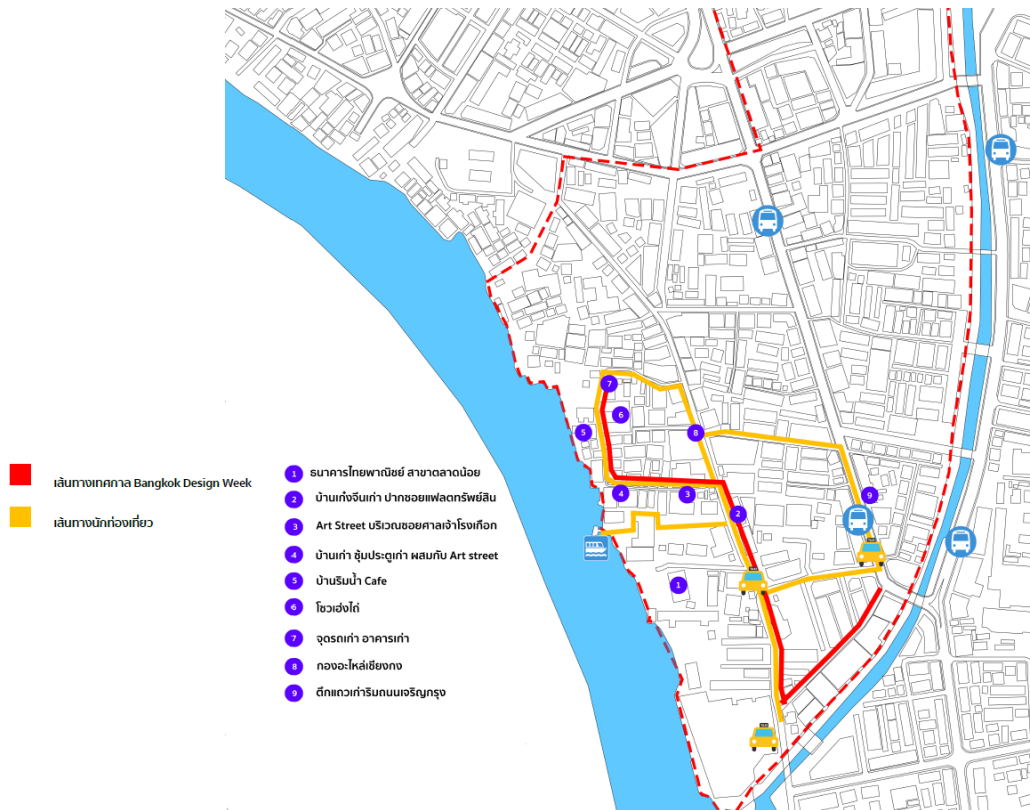 เส้นทางเทศกาล Bangkok Design Week
เส้นทางนักท่องเที่ยว
1 ธนาคารไทยพาณิชย์ สาขาตลาดน้อย
2 บ้านเก๋งจีนเก่า ปากซอยแฟลตทรัพย์สิน
3 Art Street บริเวณซอยศาลเจ้าโรงเกือก
4 บ้านเก่า ซุ้มประตูเก่า ผสมกับ Art street
5 บ้านริมน้ำ Cafe
6 โซวเฮงไถ่
7 จุดรถเก่า อาคารเก่า
8 กองอะไหล่เซียงกง
9 ตึกแถวเก่าริมถนนเจริญกรุง
7
6
5
8
4
3
9
2
1